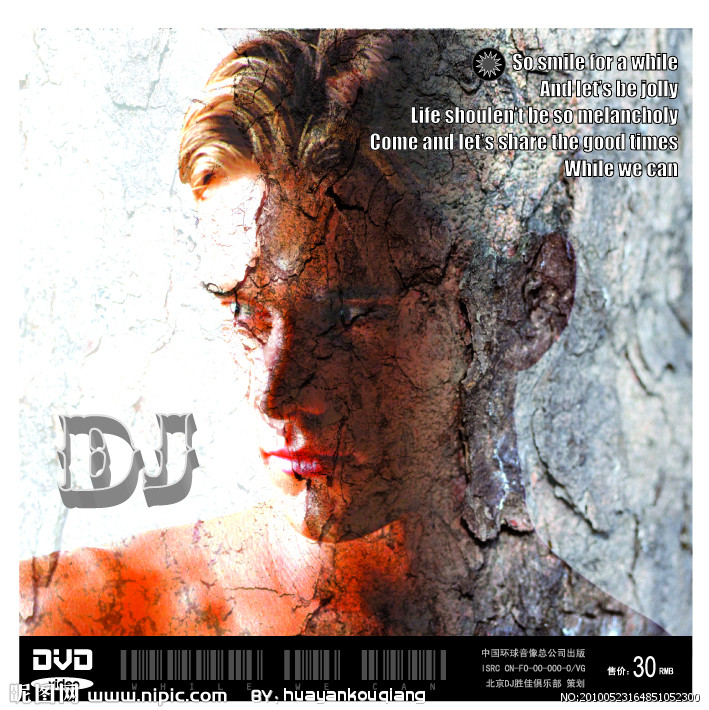 So smile for a while
And let's be jolly
Life shoulen't be so melancholy
Come and let's share the good times
While we can
DJ
DVD
video
WHILE WE CAN
中国环球音像总公司出版
ISRC CN-F0-00-000-0/VG
北京DJ胜佳俱乐部 策划
售价: 30 RMB
昵图网 www.nipic.com BY: huayankouqiang
NO:20100523164851052300